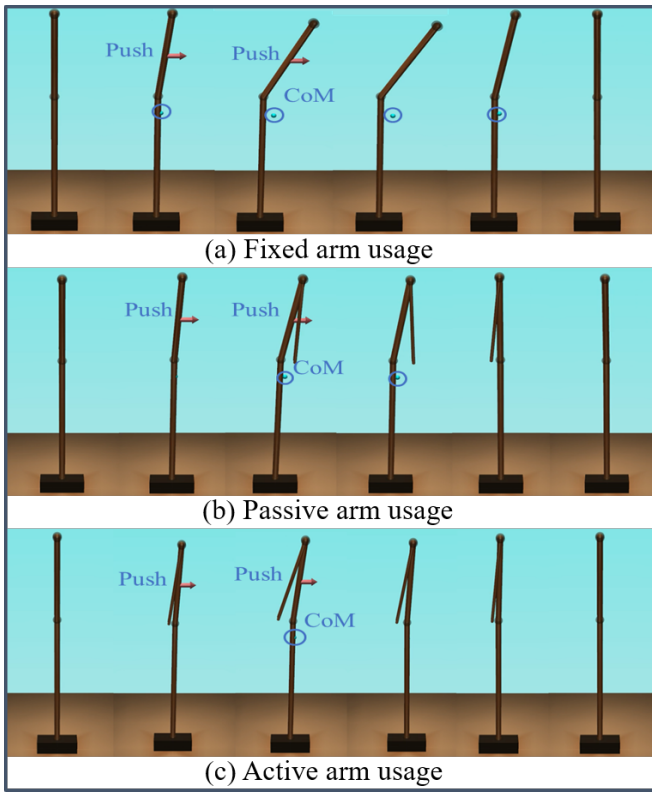 Push
Push
CoM
(a) Fixed arm usage
Push
Push
CoM
(b) Passive arm usage
Push
Push
CoM
(c) Active arm usage